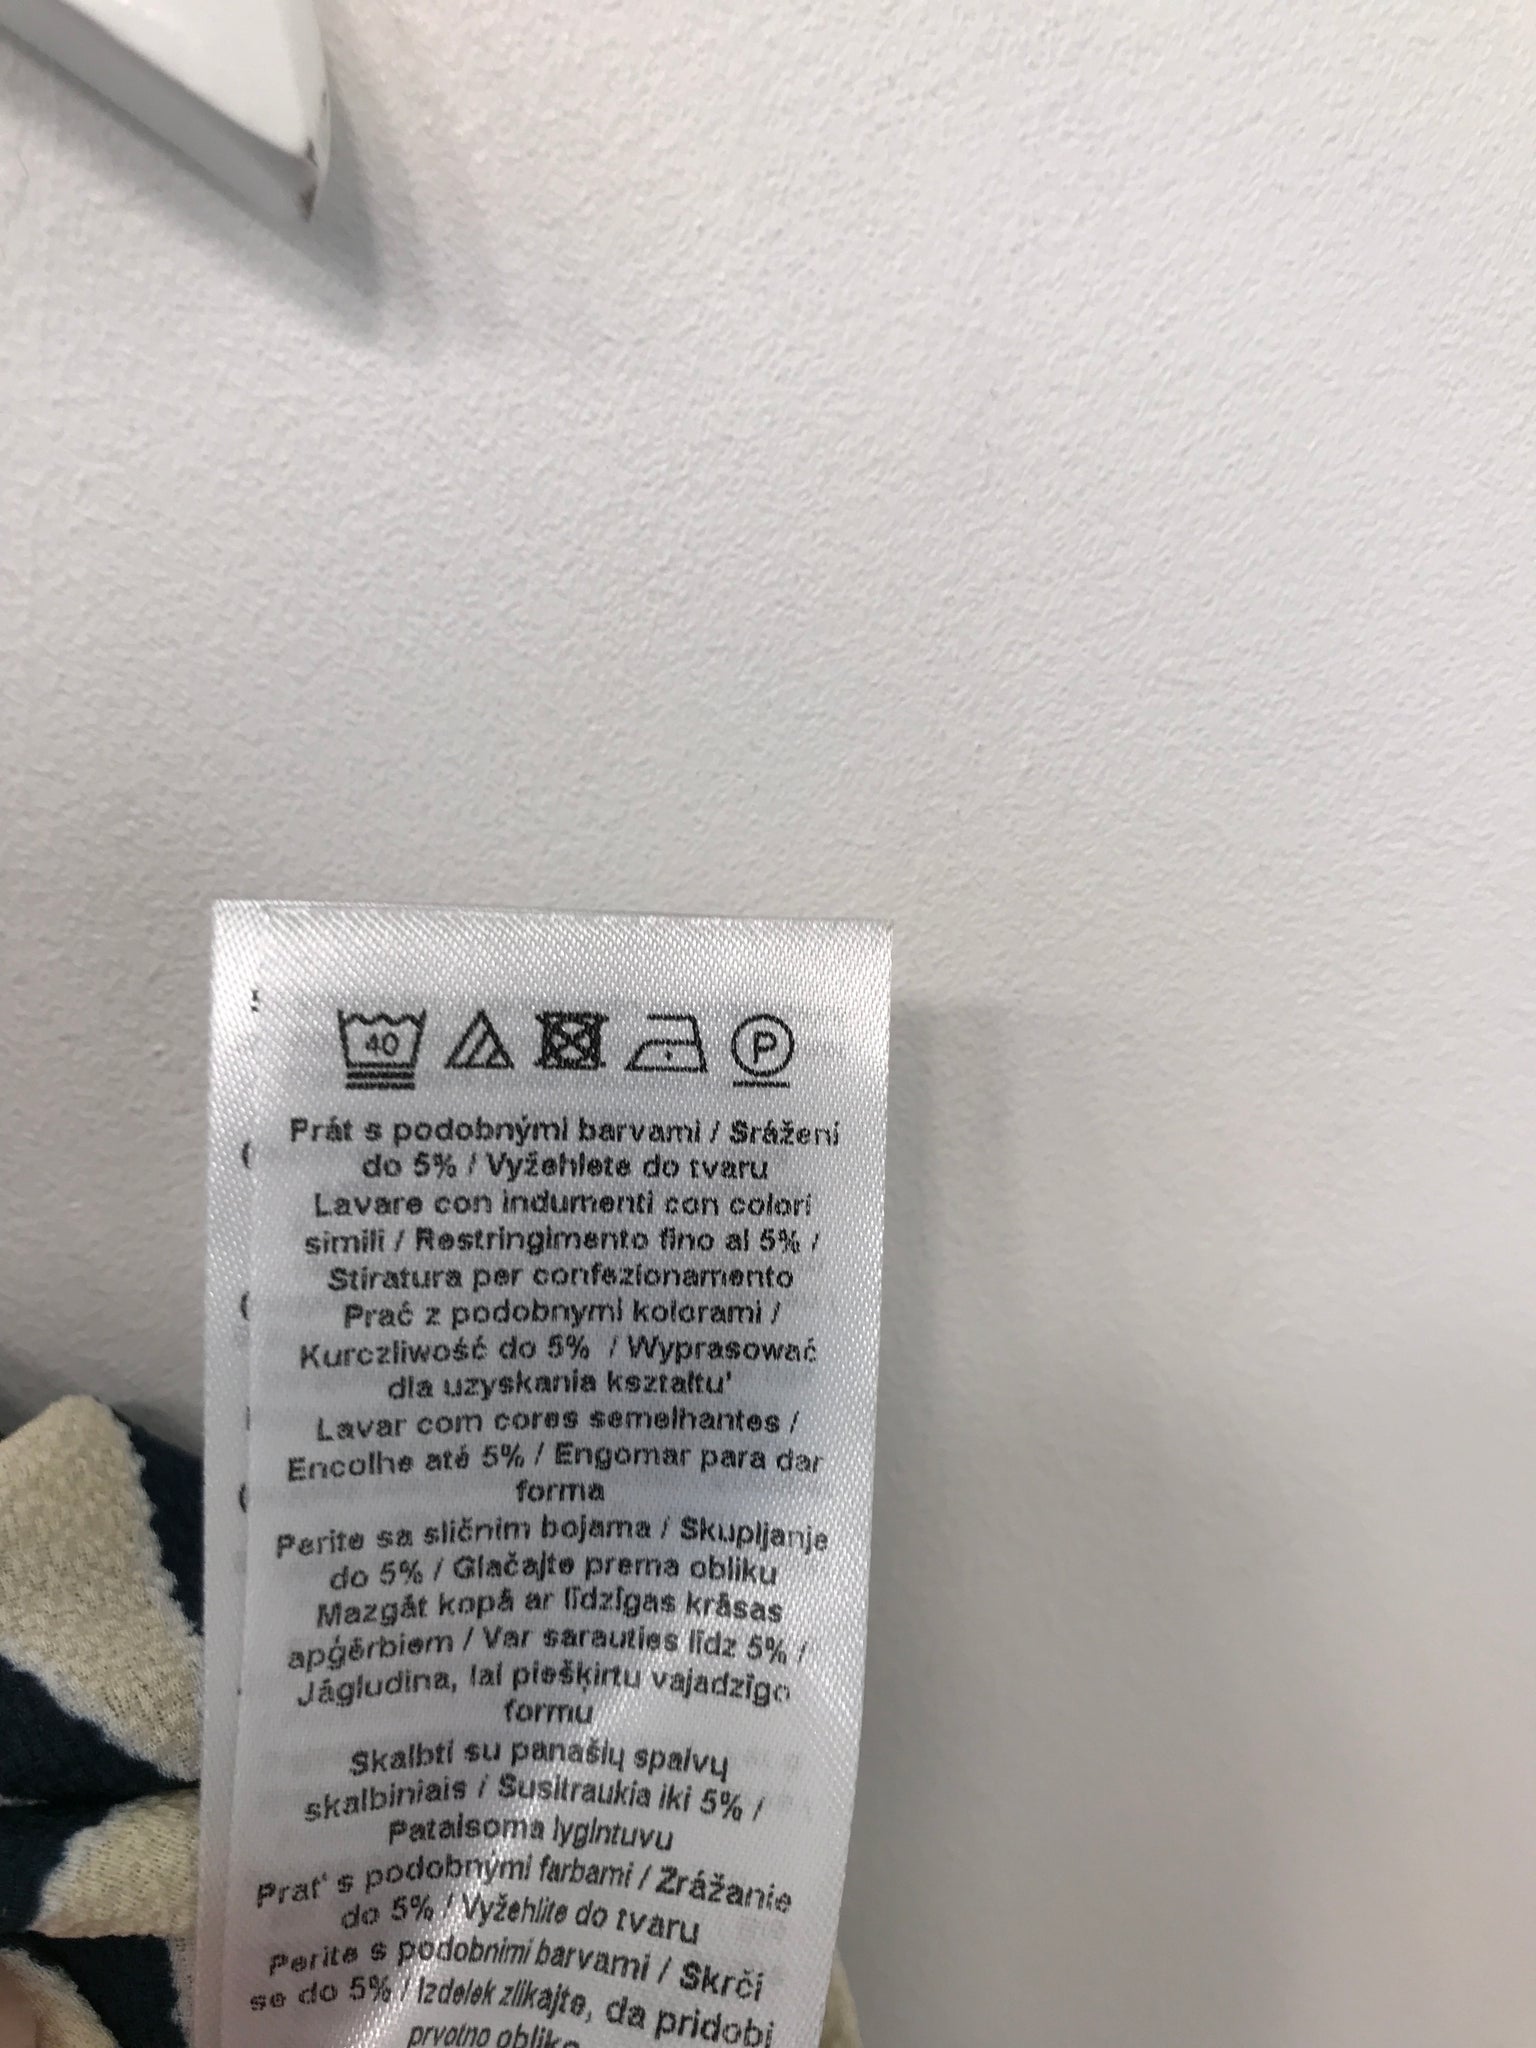 40
P
Prát s podobnými barvami / Srážení
do 5% / Vyžehlete do tvaru
Lavare con indumenti con colori
simili / Restringimento fino al 5% /
Stiratura per confezionamento
Prać z podobnymi kolorami /
Kurczliwość do 5% / Wyprasować
dla uzyskania kształtu'
Lavar com cores semelhantes /
Encolhe até 5% / Engomar para dar
forma
Perite sa sličnim bojama / Skupljanje
do 5% / Glačajte prema obliku
Mazgāt kopā ar līdzīgas krāsas
apģērbiem / Var sarauties līdz 5% /
Jāgludina, lai piešķirtu vajadzīgo
formu
Skalbti su panašių spalvų
skalbiniais / Susitraukia iki 5% /
Pataisoma lygintuvu
Prat' s podobnými farbami / Zrážanie
do 5% / Vyžehlite do tvaru
Perite s podobnimi barvami / Skrči
se do 5% / Izdelek zlikajte, da pridobi
prvotno obliko